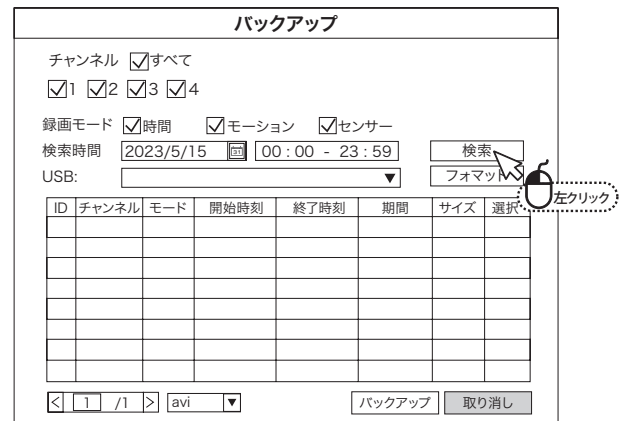 バックアップ
チャンネル すべて
1 2 3 4
録画モード 時間 モーション センサー
検索時間 2023/5/15 31 00:00 - 23:59 検索
USB: ▼ フォマット
左クリック
ID チャンネル モード 開始時刻 終了時刻 期間 サイズ 選択
< 1 /1 > avi ▼ バックアップ 取り消し